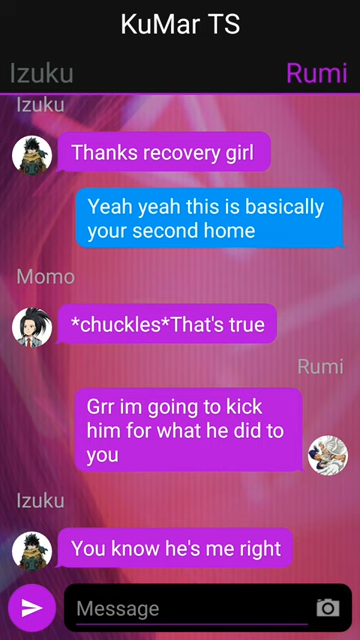 KuMar TS
Izuku Rumi
Izuku
Thanks recovery girl
Yeah yeah this is basically
your second home
Momo
*chuckles*That's true
Rumi
Grr im going to kick
him for what he did to
you
Izuku
You know he's me right
Message